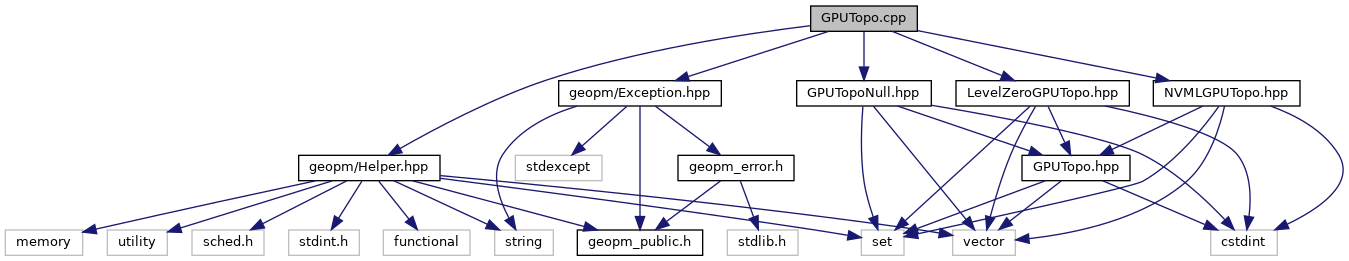 GPUTopo.cpp
geopm/Exception.hpp
GPUTopoNull.hpp
LevelZeroGPUTopo.hpp
NVMLGPUTopo.hpp
geopm/Helper.hpp
stdexcept
geopm_error.h
GPUTopo.hpp
memory
utility
sched.h
stdint.h
functional
string
geopm_public.h
stdlib.h
set
vector
cstdint